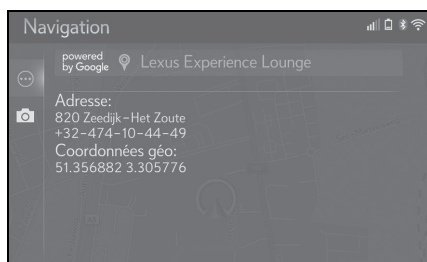 Navigation
powered
by Google
Lexus Experience Lounge
Adresse:
820 Zeedijk-Het Zoute
+32-474-10-44-49
Coordonnées géo:
51.356882 3.305776